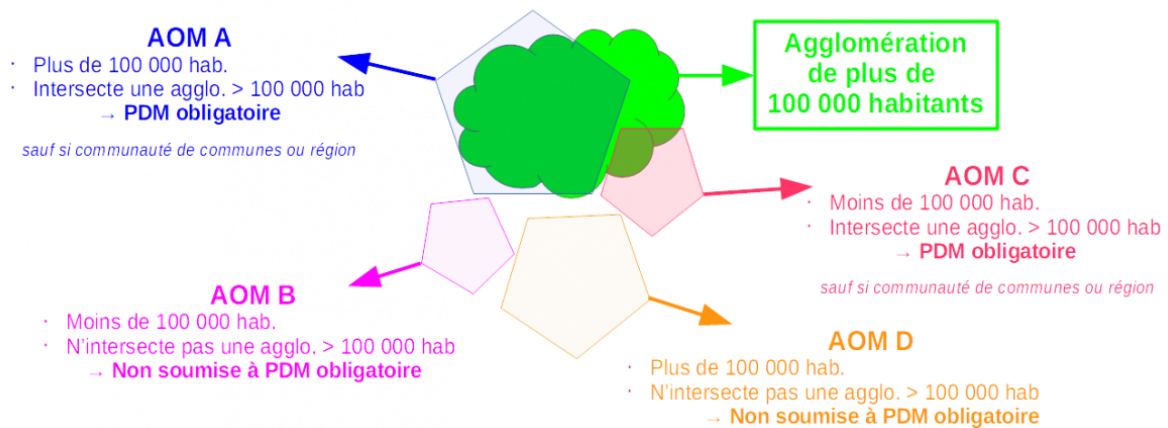 AOM A
· Plus de 100 000 hab.
· Intersecte une agglo. > 100 000 hab
→ PDM obligatoire
sauf si communauté de communes ou région
Agglomération
de plus de
100 000 habitants
AOM C
· Moins de 100 000 hab.
· Intersecte une agglo. > 100 000 hab
→ PDM obligatoire
sauf si communauté de communes ou région
AOM B
· Moins de 100 000 hab.
· N'intersecte pas une agglo. > 100 000 hab
→ Non soumise à PDM obligatoire
AOM D
· Plus de 100 000 hab.
· N'intersecte pas une agglo. > 100 000 hab
→ Non soumise à PDM obligatoire